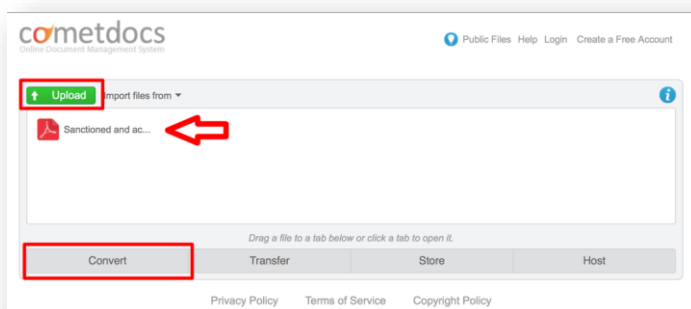 cometdocs
Online Document Management System
Public Files Help Login Create a Free Account
Upload Import files from
Sanctioned and ac...
Drag a file to a tab below or click a tab to open it.
Convert Transfer Store Host
Privacy Policy Terms of Service Copyright Policy